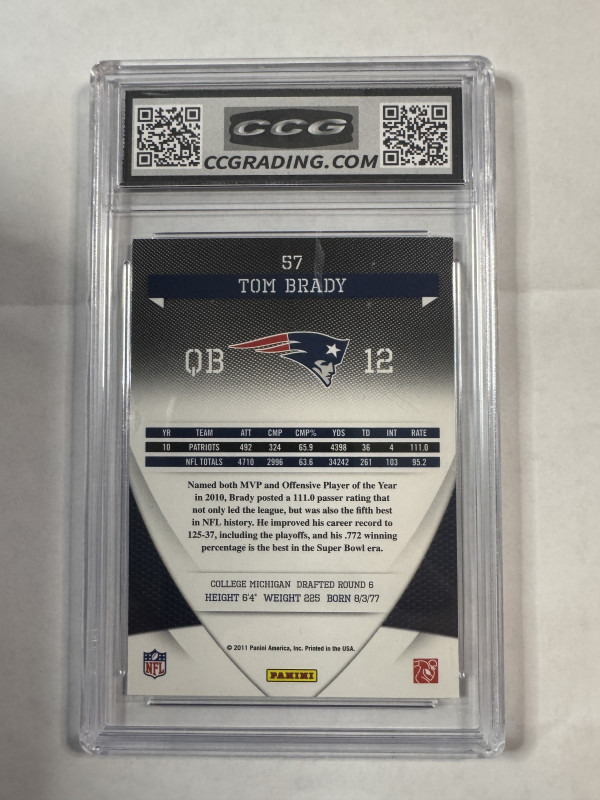 CCG
CCGRADING.COM
57
TOM BRADY
QB 12
YR TEAM ATT CMP CMP% YDS TD INT RATE
10 PATRIOTS 492 324 65.9 4398 36 4 111.0
NFL TOTALS 4710 2996 63.6 34242 261 103 95.2
Named both MVP and Offensive Player of the Year
in 2010, Brady posted a 111.0 passer rating that
not only led the league, but was also the fifth best
in NFL history. He improved his career record to
125-37, including the playoffs, and his .772 winning
percentage is the best in the Super Bowl era.
COLLEGE MICHIGAN DRAFTED ROUND 6
HEIGHT 6'4" WEIGHT 225 BORN 8/3/77
© 2011 Panini America, Inc. Printed in the USA.
NFL
PANINI